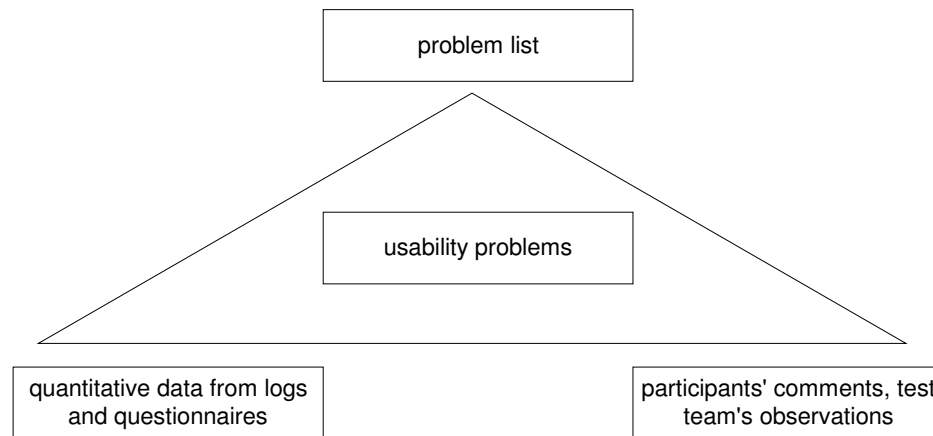 problem list
usability problems
quantitative data from logs
and questionnaires
participants' comments, test
team's observations